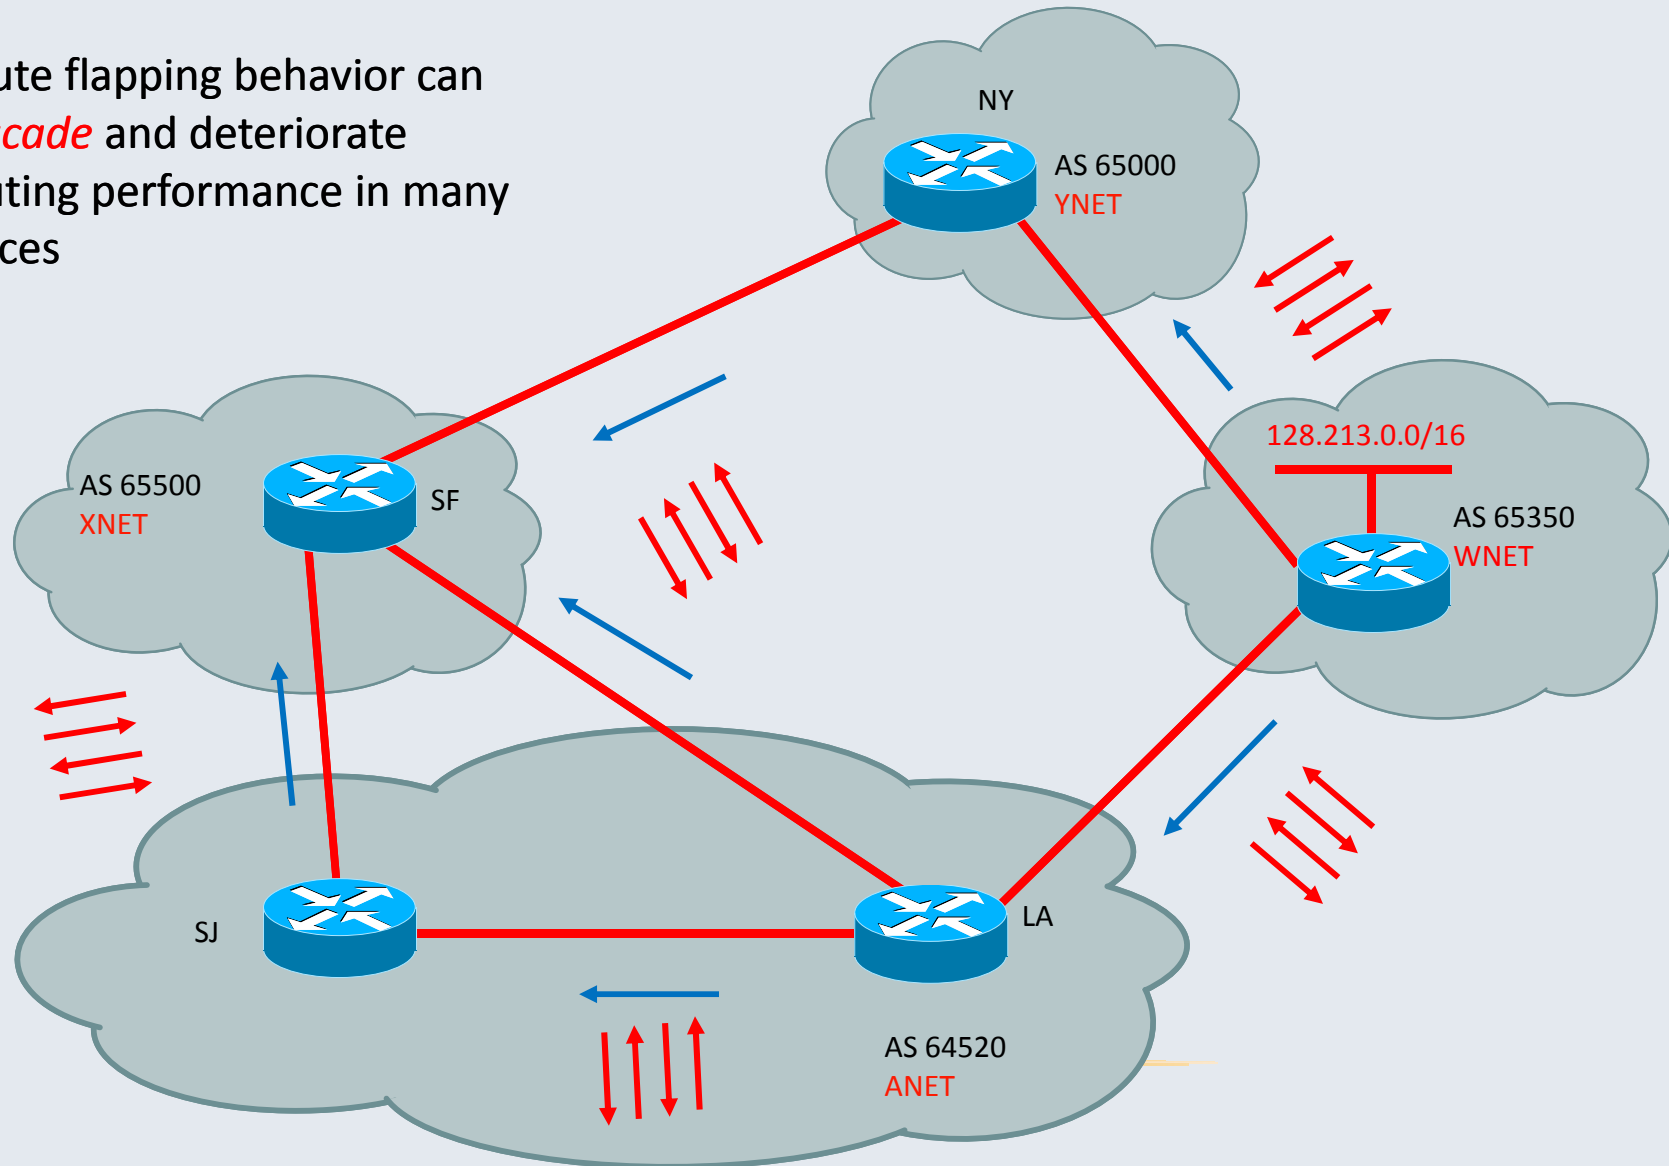 ute flapping behavior can
cade and deteriorate
uting performance in many
ces
NY
AS 65000
YNET
128.213.0.0/16
AS 65500
XNET
SF
AS 65350
WNET
SJ
LA
AS 64520
ANET